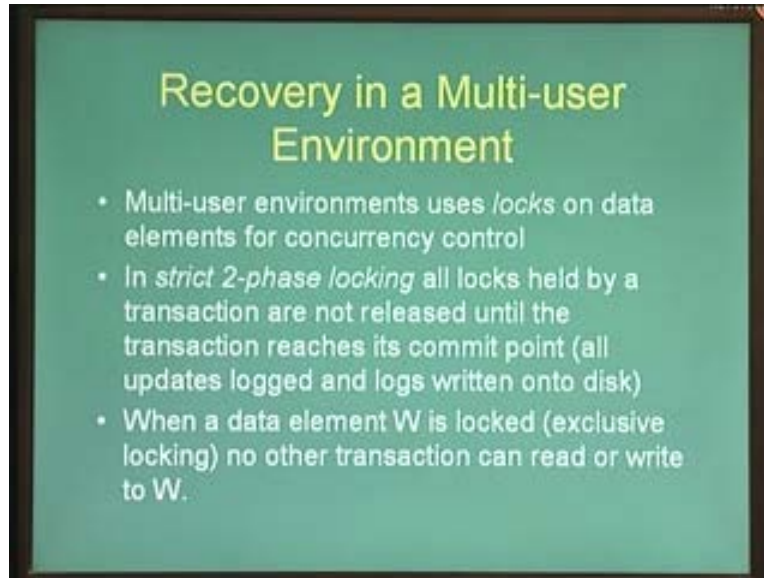 Recovery in a Multi-user
Environment
• Multi-user environments uses locks on data
elements for concurrency control
• In strict 2-phase locking all locks held by a
transaction are not released until the
transaction reaches its commit point (all
updates logged and logs written onto disk)
• When a data element W is locked (exclusive
locking) no other transaction can read or write
to W.